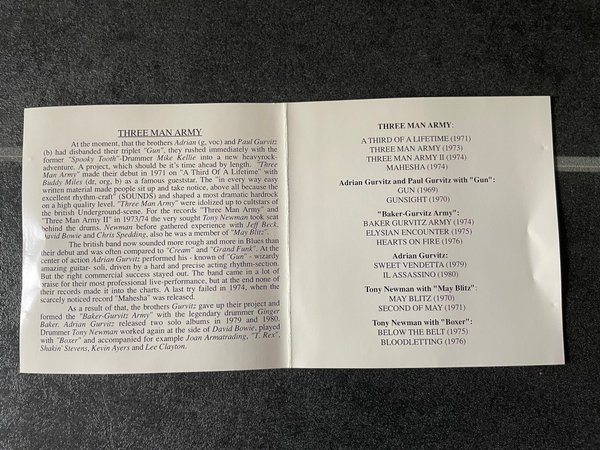 THREE MAN ARMY
At the moment, that the brothers Adrian (g, voc) and Paul Gurvitz
(b) had disbanded their triplet "Gun", they rushed immediately with the
former "Spooky Tooth"-Drummer Mike Kellie into a new heavyrock-
adventure. A project, which should be it's time ahead by length. "Three
Man Army" made their debut in 1971 on "A Third Of A Lifetime" with
Buddy Miles (dr, org, b) as a famous gueststar. The "in every way easy
written material made people sit up and take notice, above all because the
excellent rhythm-craft" (SOUNDS) and shaped a most dramatic hardrock
on a high quality level. "Three Man Army" were idolized up to cultstars of
the british Underground-scene. For the records "Three Man Army" and
"Three Man Army II" in 1973/74 the very sought Tony Newman took seat
behind the drums. Newman before gathered experience with Jeff Beck,
David Bowie and Chris Spedding, also he was a member of "May Blitz".
The british band now sounded more rough and more in Blues than
their debut and was often compared to "Cream" and "Grand Funk". At the
center of action Adrian Gurvitz performed his - known of "Gun" - wizardy
amazing guitar- soli, driven by a hard and precise acting rhythm-section.
But the right commercial success stayed out. The band came in a lot of
praise for their most professional live-performance, but at the end none of
their records made it into the charts. A last try failed in 1974, when the
scarcely noticed record "Mahesha" was released.
As a result of that, the brothers Gurvitz gave up their project and
formed the "Baker-Gurvitz Army" with the legendary drummer Ginger
Baker. Adrian Gurvitz released two solo albums in 1979 and 1980.
Drummer Tony Newman worked again at the side of David Bowie, played
with "Boxer" and accompanied for example Joan Armatrading, "T. Rex",
Shakin' Stevens, Kevin Ayers and Lee Clayton.
THREE MAN ARMY:
A THIRD OF A LIFETIME (1971)
THREE MAN ARMY (1973)
THREE MAN ARMY II (1974)
MAHESHA (1974)
Adrian Gurvitz and Paul Gurvitz with "Gun":
GUN (1969)
GUNSIGHT (1970)
"Baker-Gurvitz Army":
BAKER GURVITZ ARMY (1974)
ELYSIAN ENCOUNTER (1975)
HEARTS ON FIRE (1976)
Adrian Gurvitz:
SWEET VENDETTA (1979)
IL ASSASINO (1980)
Tony Newman with "May Blitz":
MAY BLITZ (1970)
SECOND OF MAY (1971)
Tony Newman with "Boxer":
BELOW THE BELT (1975)
BLOODLETTING (1976)